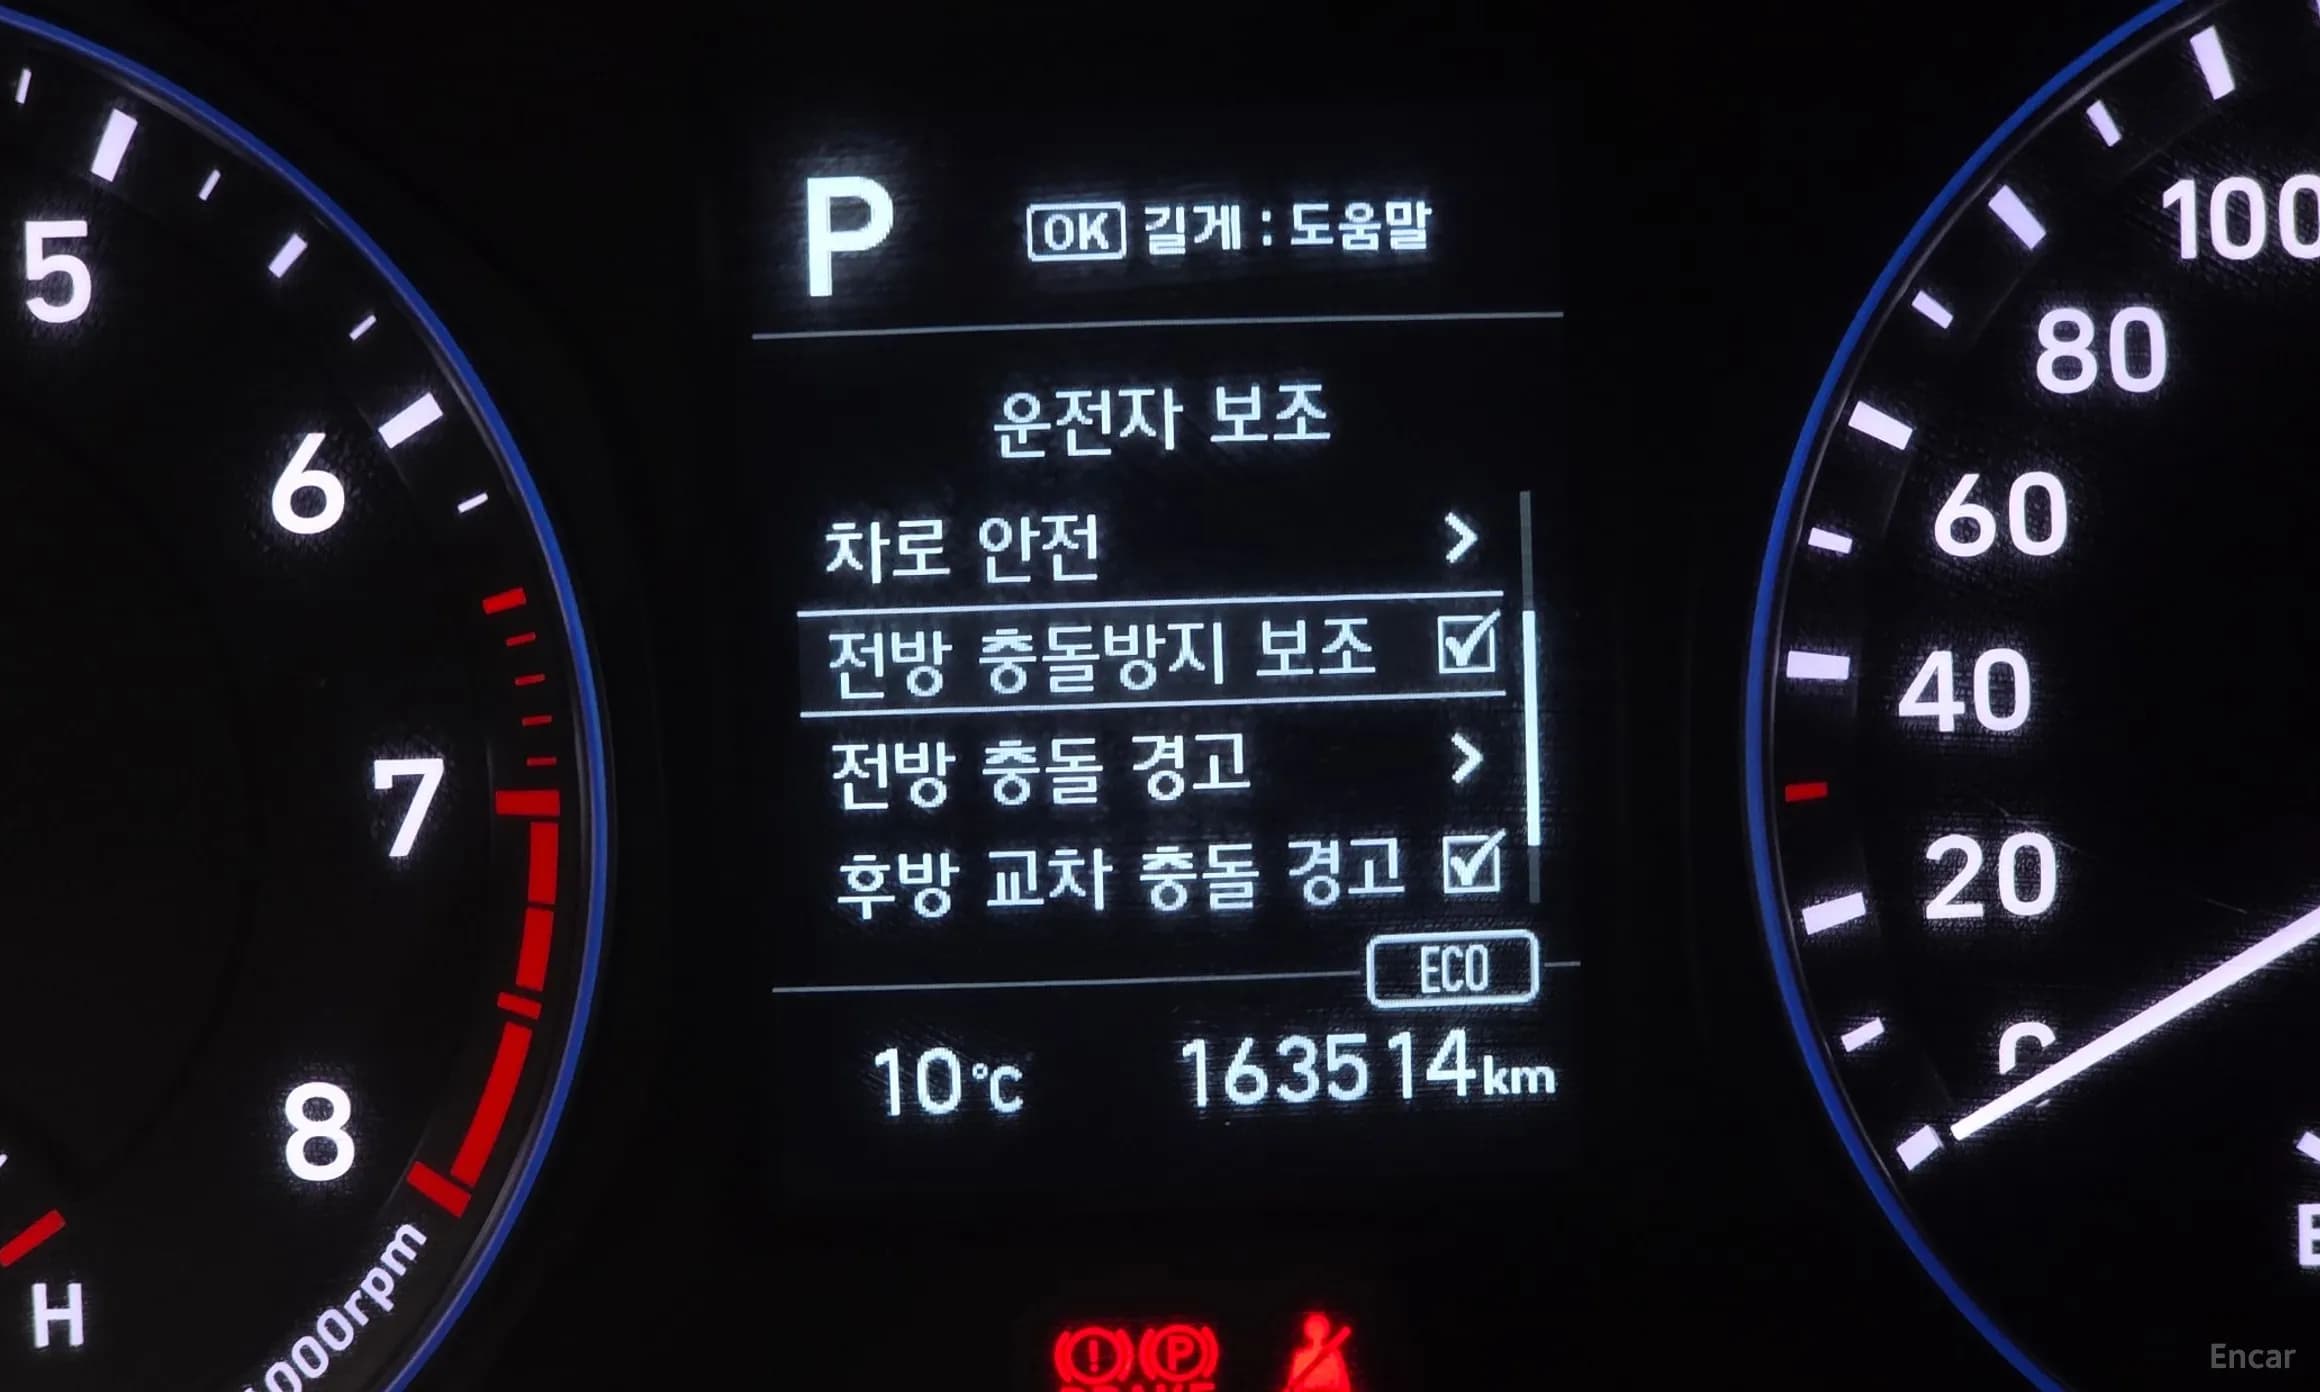 P
OK 길게 : 도움말
운전자 보조
차로 안전
전방 충돌방지 보조
전방 충돌 경고
후방 교차 충돌 경고
ECO
10℃ 163514km
5
6
7
8
H
100
80
60
40
20
Encar